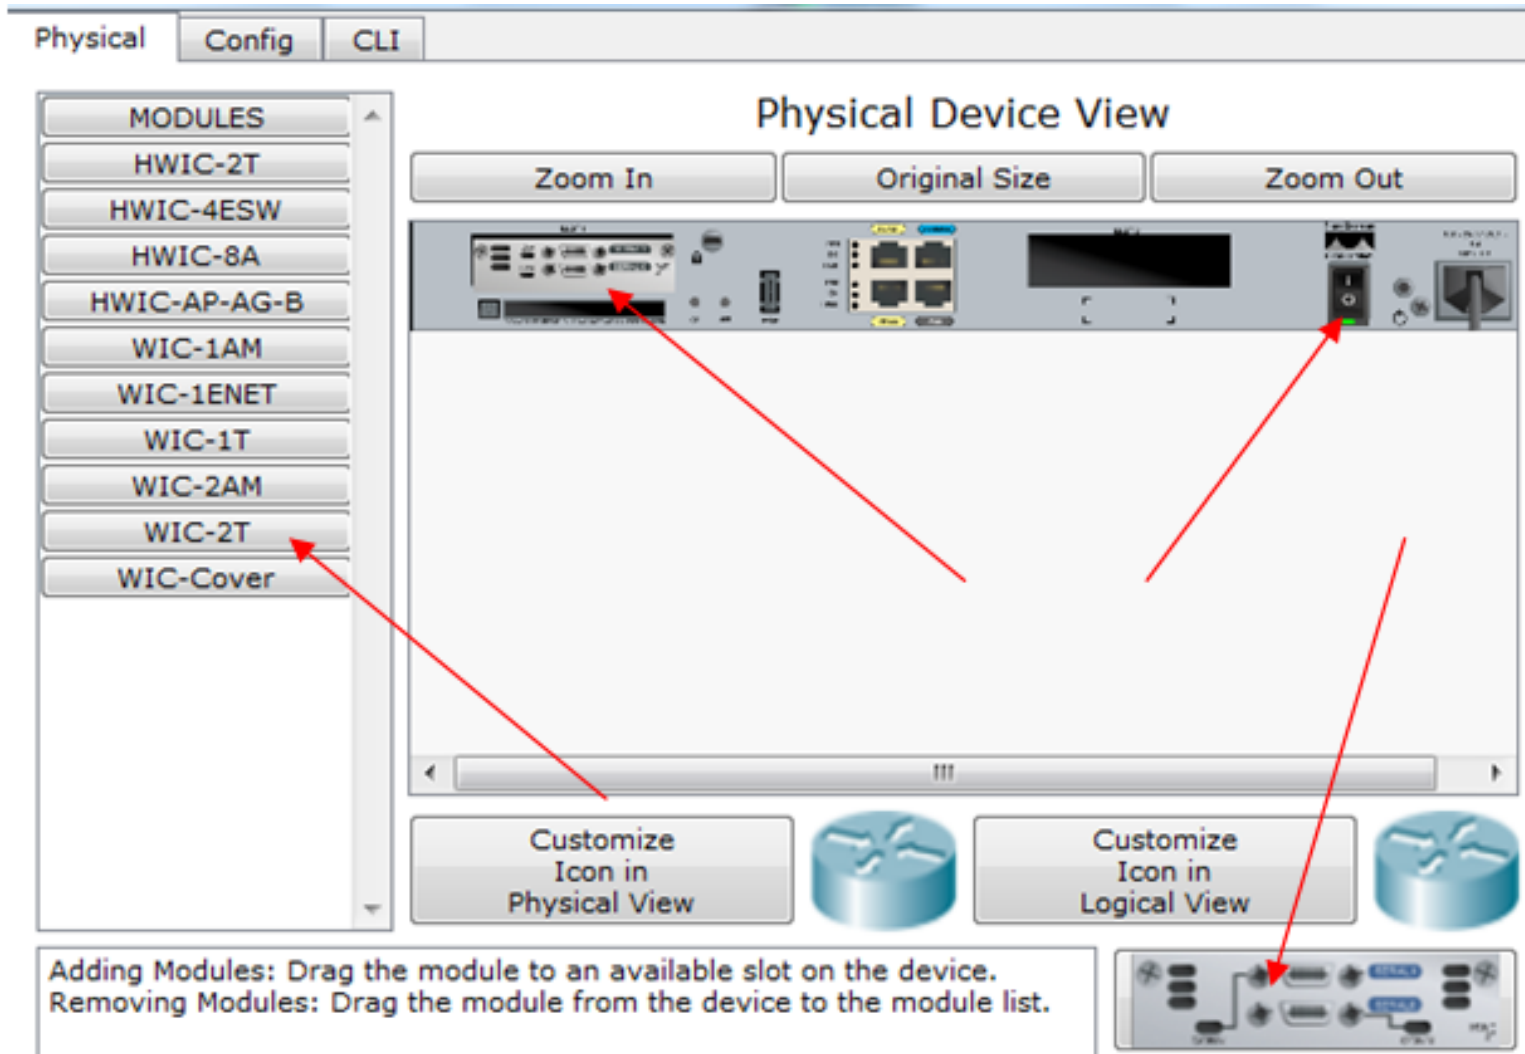 Physical
Config
CLI
MODULES
HWIC-2T
HWIC-4ESW
HWIC-8A
HWIC-AP-AG-B
WIC-1AM
WIC-1ENET
WIC-1T
WIC-2AM
WIC-2T
WIC-Cover
Physical Device View
Zoom In
Original Size
Zoom Out
Customize
Icon in
Physical View
Customize
Icon in
Logical View
Adding Modules: Drag the module to an available slot on the device.
Removing Modules: Drag the module from the device to the module list.